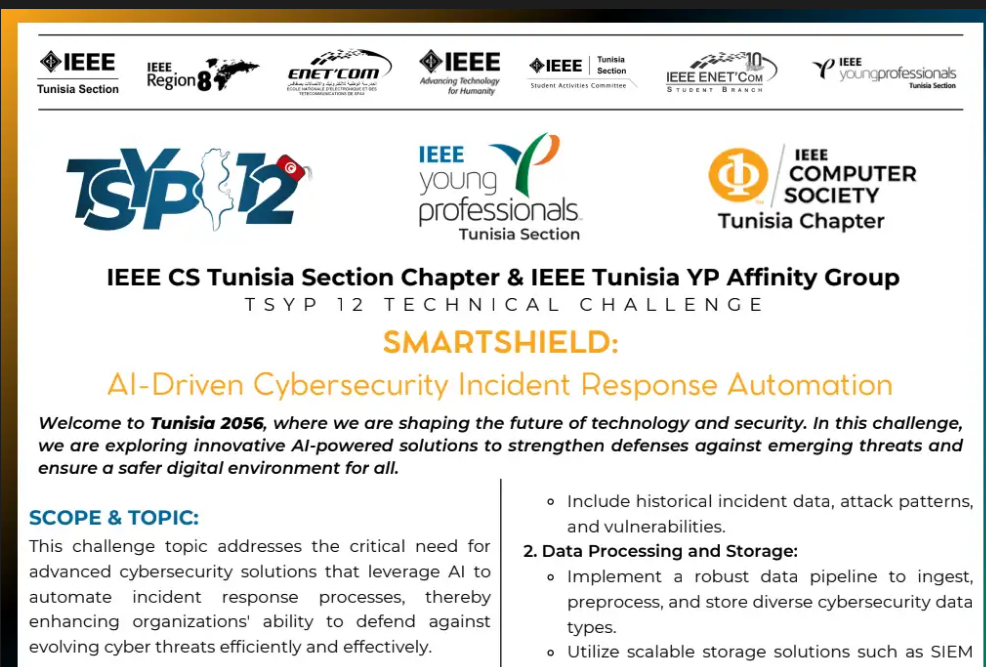 IEEE
Tunisia Section
IEEE
Region 8
ENET'COM
IEEE
Advancing Technology
for Humanity
IEEE
Tunisia
Section
Student Activities Committee
10
IEEE ENET'COM
STUDENT BRANCH
IEEE
youngprofessionals
Tunisia Section
TSYP 12
IEEE
young
professionals
Tunisia Section
IEEE
COMPUTER
SOCIETY
Tunisia Chapter
IEEE CS Tunisia Section Chapter & IEEE Tunisia YP Affinity Group
TSYP 12 TECHNICAL CHALLENGE
SMARTSHIELD:
AI-Driven Cybersecurity Incident Response Automation
Welcome to Tunisia 2056, where we are shaping the future of technology and security. In this challenge,
we are exploring innovative AI-powered solutions to strengthen defenses against emerging threats and
ensure a safer digital environment for all.
SCOPE & TOPIC:
This challenge topic addresses the critical need for
advanced cybersecurity solutions that leverage AI to
automate incident response processes, thereby
enhancing organizations' ability to defend against
evolving cyber threats efficiently and effectively.
Include historical incident data, attack patterns,
and vulnerabilities.
2. Data Processing and Storage:
Implement a robust data pipeline to ingest,
preprocess, and store diverse cybersecurity data
types.
Utilize scalable storage solutions such as SIEM